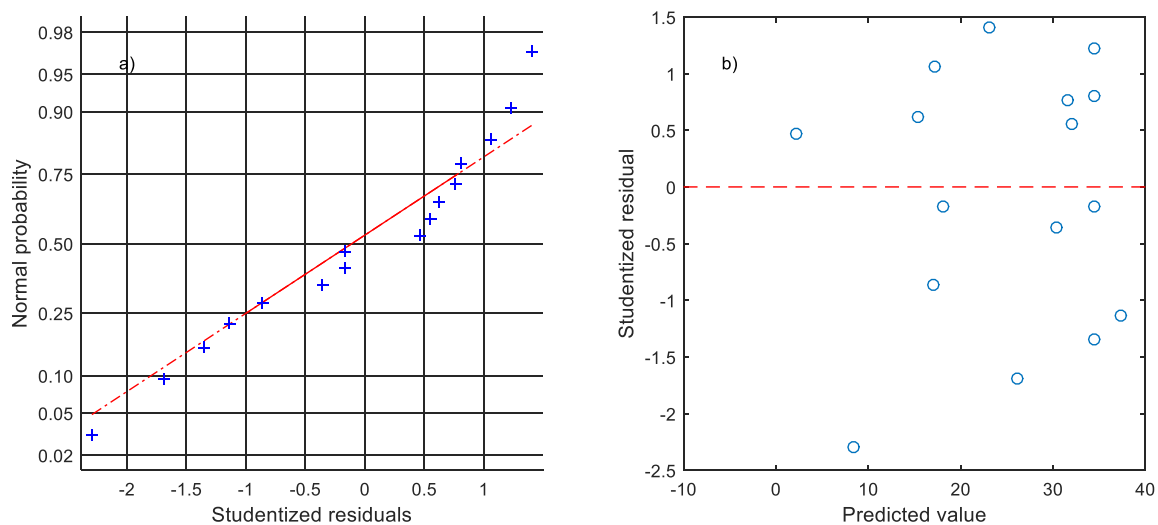 a)
0.98
0.95
0.90
0.75
0.50
0.25
0.10
0.05
0.02
Normal probability
-2 -1.5 -1 -0.5 0 0.5 1
Studentized residuals
b)
1.5
1
0.5
0
-0.5
-1
-1.5
-2
-2.5
Studentized residual
-10 0 10 20 30 40
Predicted value